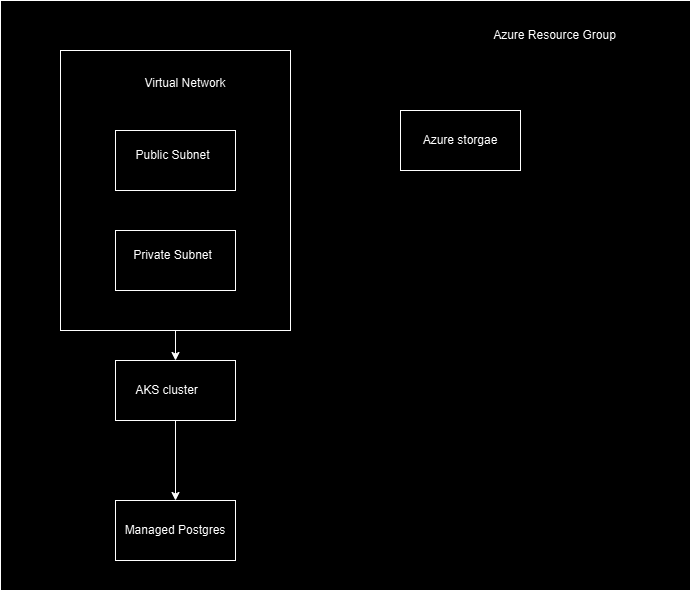 Azure Resource Group
Virtual Network
Public Subnet
Azure storgae
Private Subnet
AKS cluster
Managed Postgres